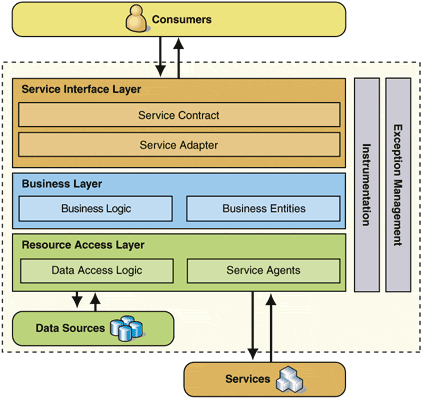 Consumers
Service Interface Layer
Service Contract
Service Adapter
Business Layer
Business Logic
Business Entities
Resource Access Layer
Data Access Logic
Service Agents
Instrumentation
Exception Management
Data Sources
Services